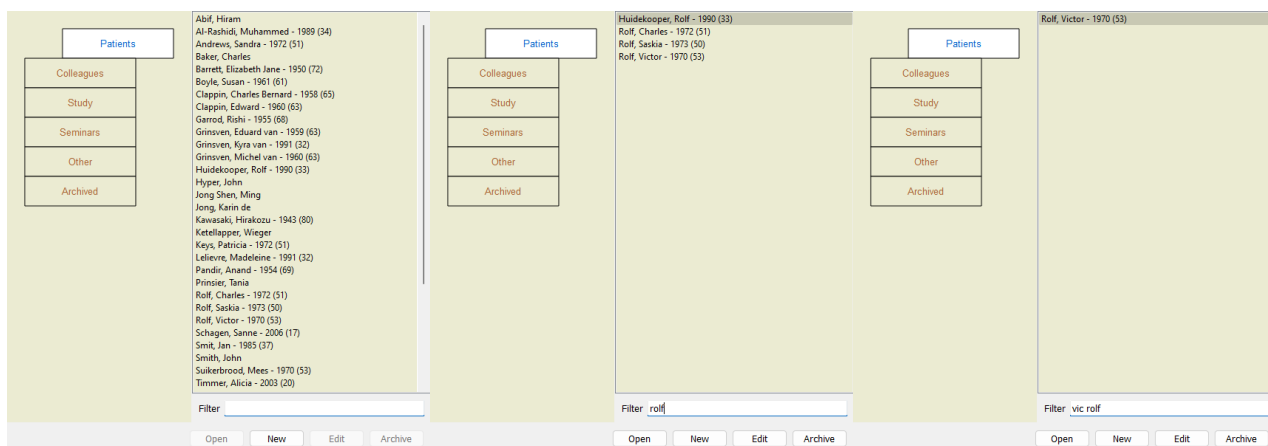 Patients
Colleagues
Study
Seminars
Other
Archived
Abif, Hiram
Al-Rashidi, Muhammed - 1989 (34)
Andrews, Sandra - 1972 (51)
Baker, Charles
Barrett, Elizabeth Jane - 1950 (72)
Boyle, Susan - 1961 (61)
Clappin, Charles Bernard - 1958 (65)
Clappin, Edward - 1960 (63)
Garrod, Rishi - 1955 (68)
Grinsven, Eduard van - 1959 (63)
Grinsven, Kyra van - 1991 (32)
Grinsven, Michel van - 1960 (63)
Huidekooper, Rolf - 1990 (33)
Hyper, John
Jong Shen, Ming
Jong, Karin de
Kawasaki, Hirakozu - 1943 (80)
Ketellapper, Wieger
Keys, Patricia - 1972 (51)
Lelievre, Madeleine - 1991 (32)
Pandir, Anand - 1954 (69)
Prinsier, Tania
Rolf, Charles - 1972 (51)
Rolf, Saskia - 1973 (50)
Rolf, Victor - 1970 (53)
Schagen, Sanne - 2006 (17)
Smit, Jan - 1985 (37)
Smith, John
Suikerbrood, Mees - 1970 (53)
Timmer, Alicia - 2003 (20)
Filter
Open New Edit Archive
Patients
Colleagues
Study
Seminars
Other
Archived
Huidekooper, Rolf - 1990 (33)
Rolf, Charles - 1972 (51)
Rolf, Saskia - 1973 (50)
Rolf, Victor - 1970 (53)
Filter rolf
Open New Edit Archive
Patients
Colleagues
Study
Seminars
Other
Archived
Rolf, Victor - 1970 (53)
Filter vic rolf
Open New Edit Archive